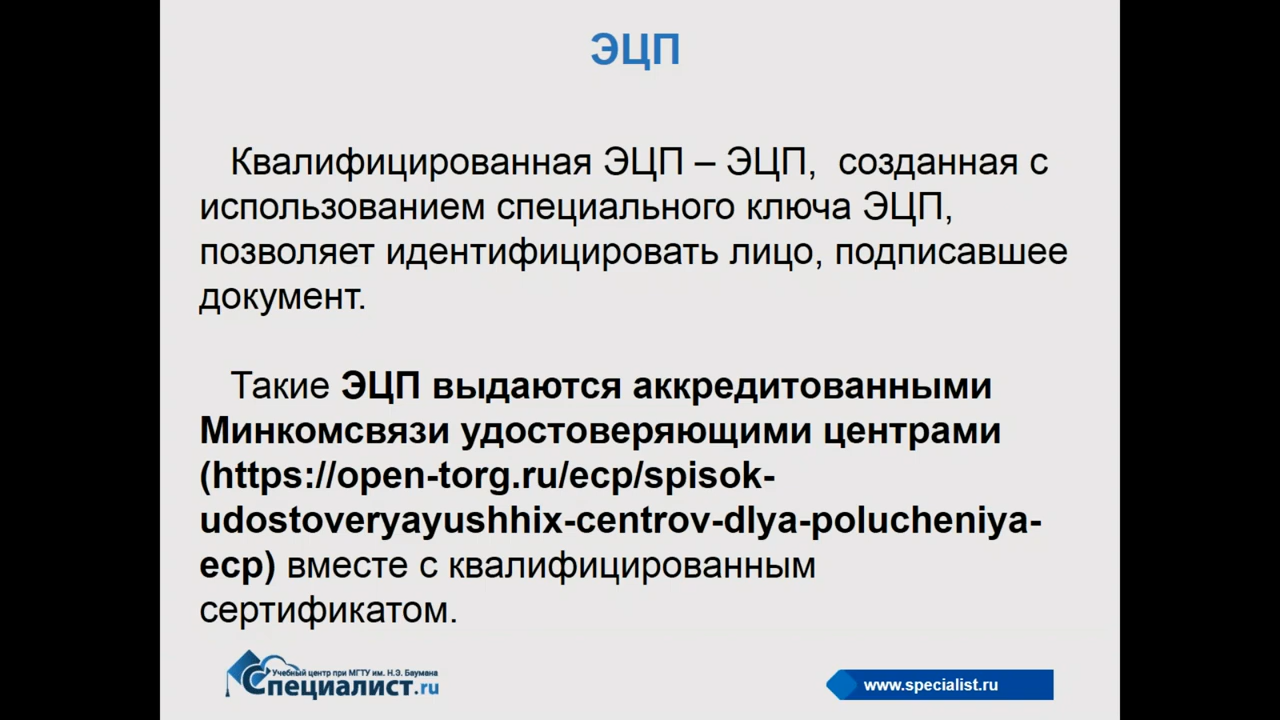 ЭЦП
Квалифицированная ЭЦП – ЭЦП, созданная с
использованием специального ключа ЭЦП,
позволяет идентифицировать лицо, подписавшее
документ.
Такие ЭЦП выдаются аккредитованными
Минкомсвязи удостоверяющими центрами
(https://open-torg.ru/ecp/spisok-
udostoveryayushhix-centrov-dlya-polucheniya-
ecp) вместе с квалифицированным
сертификатом.
Учебный центр при МГТУ им. Н.Э. Баумана
Специалист.ru
www.specialist.ru